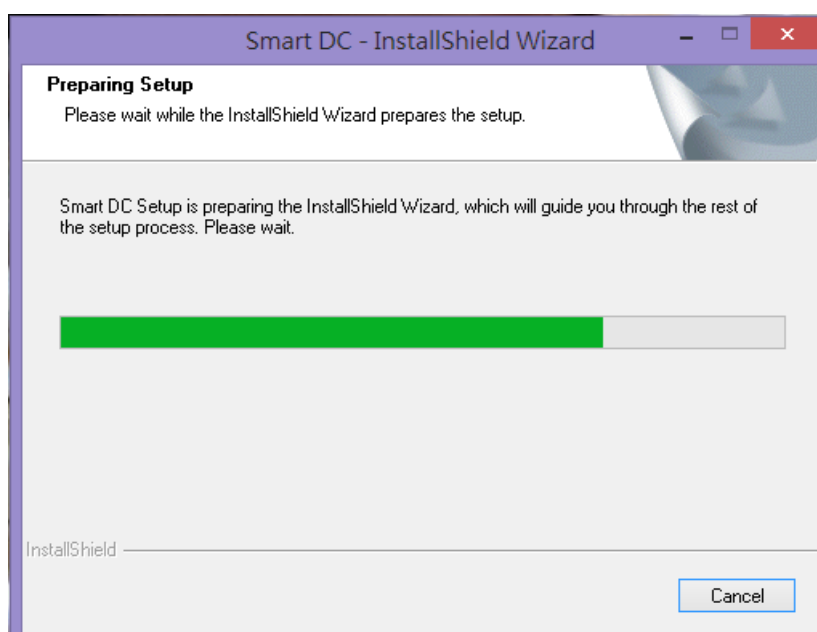 Smart DC - InstallShield Wizard
Preparing Setup
Please wait while the InstallShield Wizard prepares the setup.
Smart DC Setup is preparing the InstallShield Wizard, which will guide you through the rest of
the setup process. Please wait.
InstallShield
Cancel